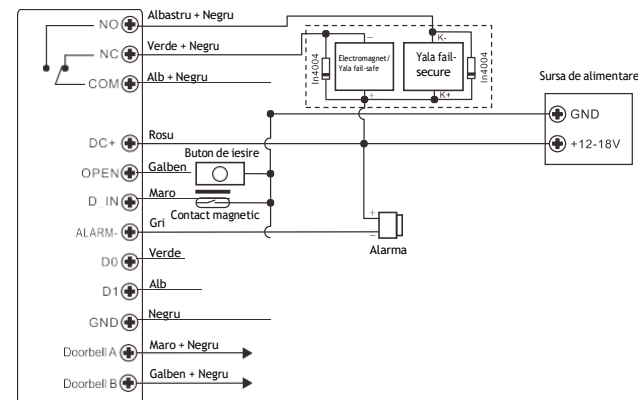 NO
Albastru + Negru
NC
Verde + Negru
COM
Alb + Negru
In4004
−
Electromagnet/
Yala fail-safe
+
K-
Yala fail-
secure
K+
In4004
Sursa de alimentare
GND
+12-18V
DC+
Rosu
Buton de iesire
OPEN
Galben
D_IN
Maro
Contact magnetic
ALARM-
Gri
+
−
Alarma
D0
Verde
D1
Alb
GND
Negru
Doorbell A
Maro + Negru
Doorbell B
Galben + Negru